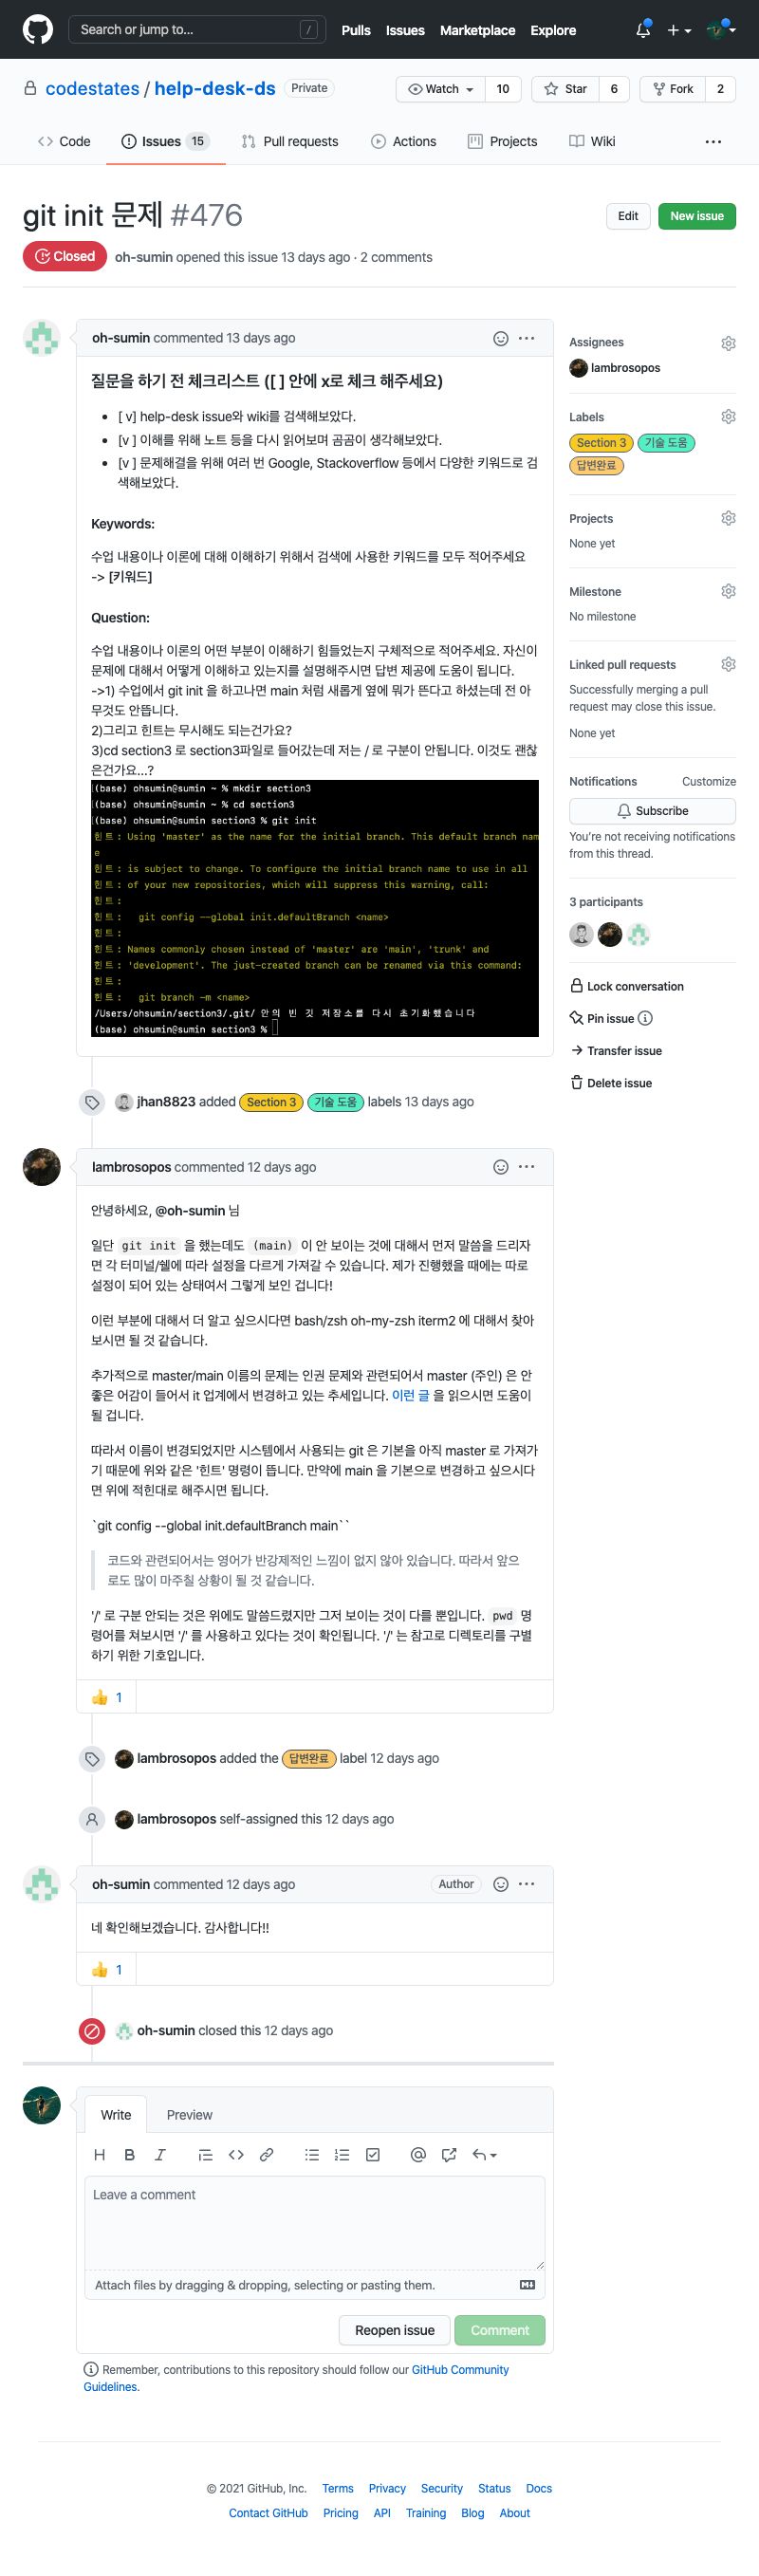 Search or jump to...
/
Pulls Issues Marketplace Explore
codestates / help-desk-ds Private
Watch 10 Star 6 Fork 2
Code Issues 15 Pull requests Actions Projects Wiki
git init 문제 #476
Edit New issue
Closed oh-sumin opened this issue 13 days ago · 2 comments
oh-sumin commented 13 days ago
질문을 하기 전 체크리스트 ([ ] 안에 x로 체크 해주세요)
[ v] help-desk issue와 wiki를 검색해보았다.
[v ] 이해를 위해 노트 등을 다시 읽어보며 곰곰이 생각해보았다.
[v ] 문제해결을 위해 여러 번 Google, Stackoverflow 등에서 다양한 키워드로 검
색해보았다.
Keywords:
수업 내용이나 이론에 대해 이해하기 위해서 검색에 사용한 키워드를 모두 적어주세요
-> [키워드]
Question:
수업 내용이나 이론의 어떤 부분이 이해하기 힘들었는지 구체적으로 적어주세요. 자신이
문제에 대해서 어떻게 이해하고 있는지를 설명해주시면 답변 제공에 도움이 됩니다.
->1) 수업에서 git init 을 하고나면 main 처럼 새롭게 옆에 뭐가 뜬다고 하셨는데 전 아
무것도 안뜹니다.
2)그리고 힌트는 무시해도 되는건가요?
3)cd section3 로 section3파일로 들어갔는데 저는 / 로 구분이 안됩니다. 이것도 괜찮
은건가요...?
(base) ohsumin@sumin ~ % mkdir section3
(base) ohsumin@sumin ~ % cd section3
(base) ohsumin@sumin section3 % git init
힌트: Using 'master' as the name for the initial branch. This default branch nam
e
힌트: is subject to change. To configure the initial branch name to use in all
힌트: of your new repositories, which will suppress this warning, call:
힌트:
힌트: git config --global init.defaultBranch <name>
힌트:
힌트: Names commonly chosen instead of 'master' are 'main', 'trunk' and
힌트: 'development'. The just-created branch can be renamed via this command:
힌트:
힌트: git branch -m <name>
/Users/ohsumin/section3/.git/ 안의 빈 깃 저장소를 다시 초기화했습니다
(base) ohsumin@sumin section3 %
jhan8823 added Section 3 기술 도움 labels 13 days ago
lambrosopos commented 12 days ago
안녕하세요, @oh-sumin 님
일단 git init 을 했는데도 (main) 이 안 보이는 것에 대해서 먼저 말씀을 드리자
면 각 터미널/쉘에 따라 설정을 다르게 가져갈 수 있습니다. 제가 진행했을 때에는 따로
설정이 되어 있는 상태여서 그렇게 보인 겁니다!
이런 부분에 대해서 더 알고 싶으시다면 bash/zsh oh-my-zsh iterm2 에 대해서 찾아
보시면 될 것 같습니다.
추가적으로 master/main 이름의 문제는 인권 문제와 관련되어서 master (주인) 은 안
좋은 어감이 들어서 it 업계에서 변경하고 있는 추세입니다. 이런 글 을 읽으시면 도움이
될 겁니다.
따라서 이름이 변경되었지만 시스템에서 사용되는 git 은 기본을 아직 master 로 가져가
기 때문에 위와 같은 '힌트' 명령이 뜹니다. 만약에 main 을 기본으로 변경하고 싶으시다
면 위에 적힌대로 해주시면 됩니다.
`git config --global init.defaultBranch main``
코드와 관련되어서는 영어가 반강제적인 느낌이 없지 않아 있습니다. 따라서 앞으
로도 많이 마주칠 상황이 될 것 같습니다.
'/' 로 구분 안되는 것은 위에도 말씀드렸지만 그저 보이는 것이 다를 뿐입니다. pwd 명
령어를 쳐보시면 '/' 를 사용하고 있다는 것이 확인됩니다. '/' 는 참고로 디렉토리를 구별
하기 위한 기호입니다.
👍 1
lambrosopos added the 답변완료 label 12 days ago
lambrosopos self-assigned this 12 days ago
oh-sumin commented 12 days ago Author
네 확인해보겠습니다. 감사합니다!!
👍 1
oh-sumin closed this 12 days ago
Write Preview
Leave a comment
Attach files by dragging & dropping, selecting or pasting them.
Reopen issue Comment
Remember, contributions to this repository should follow our GitHub Community
Guidelines.
Assignees
lambrosopos
Labels
Section 3 기술 도움
답변완료
Projects
None yet
Milestone
No milestone
Linked pull requests
Successfully merging a pull
request may close this issue.
None yet
Notifications Customize
Subscribe
You're not receiving notifications
from this thread.
3 participants
Lock conversation
Pin issue
Transfer issue
Delete issue
© 2021 GitHub, Inc. Terms Privacy Security Status Docs
Contact GitHub Pricing API Training Blog About